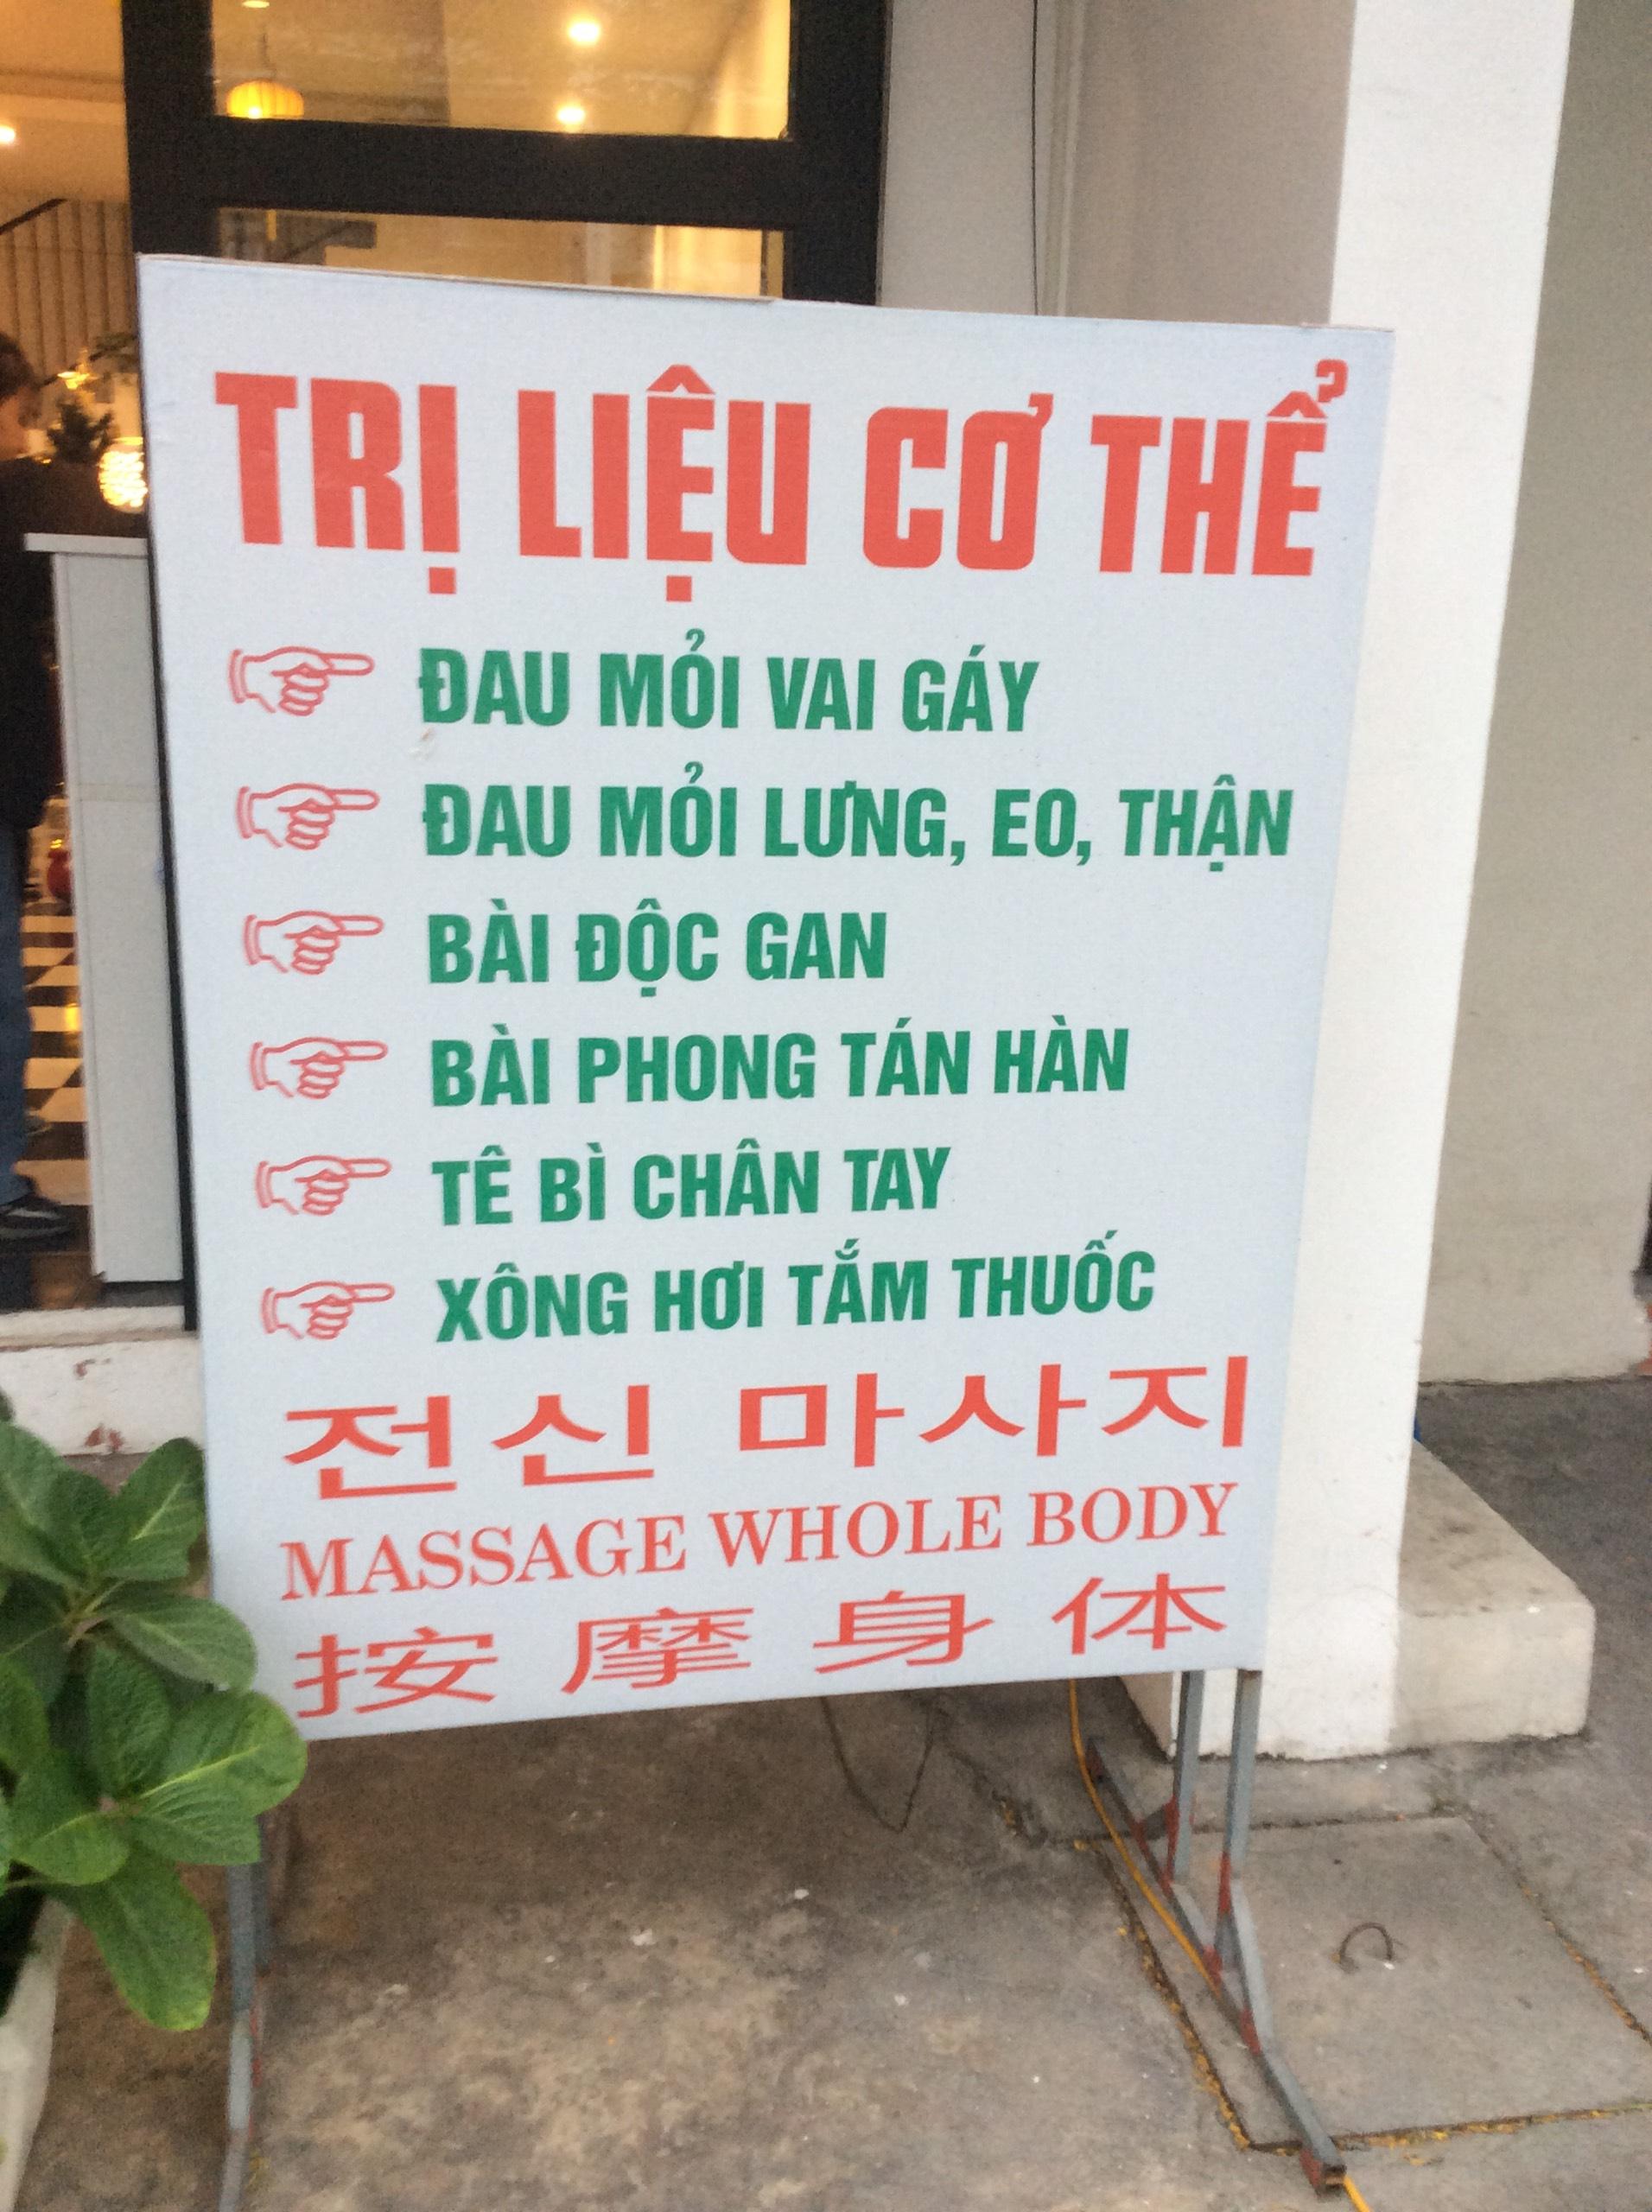 TRỊ LIỆU CƠ THỂ
ĐAU MỎI VAI GÁY
ĐAU MỎI LƯNG, EO, THẬN
BÀI ĐỘC GAN
BÀI PHONG TÁN HÀN
TÊ BÌ CHÂN TAY
XÔNG HƠI TẮM THUỐC
전신 마사지
MASSAGE WHOLE BODY
按摩身体